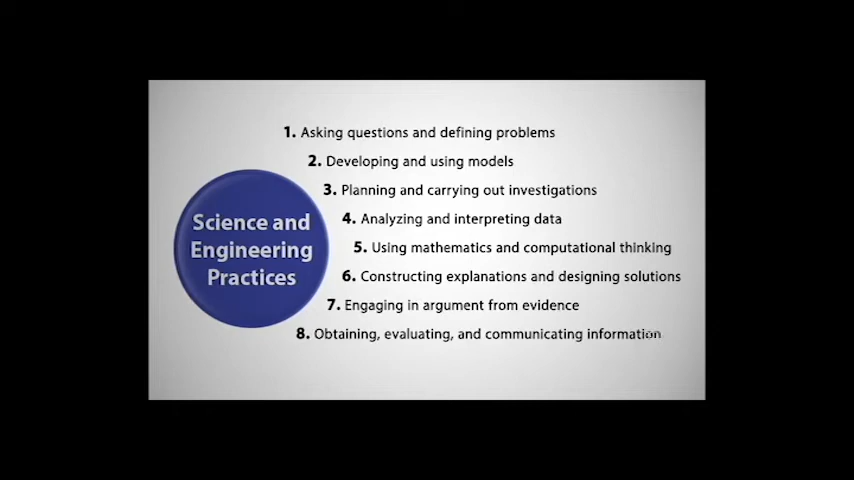 1. Asking questions and defining problems
2. Developing and using models
3. Planning and carrying out investigations
4. Analyzing and interpreting data
5. Using mathematics and computational thinking
6. Constructing explanations and designing solutions
7. Engaging in argument from evidence
8. Obtaining, evaluating, and communicating information
Science and
Engineering
Practices